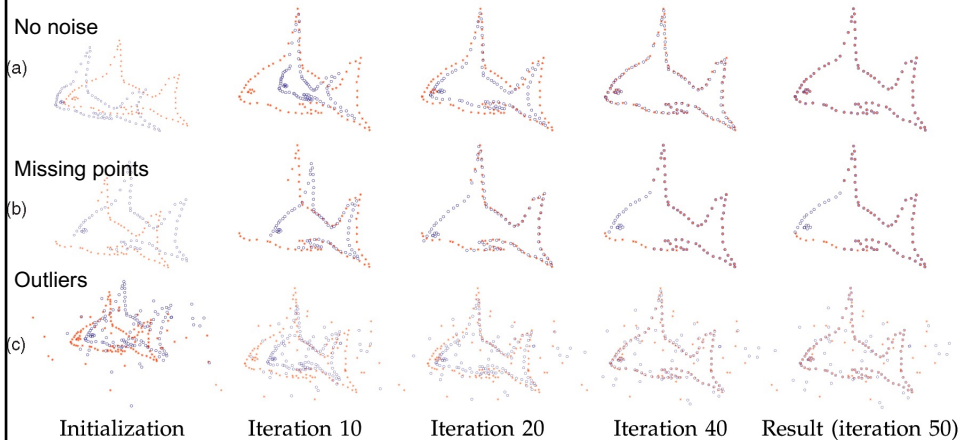 No noise
(a)
Missing points
(b)
Outliers
(c)
Initialization Iteration 10 Iteration 20 Iteration 40 Result (iteration 50)